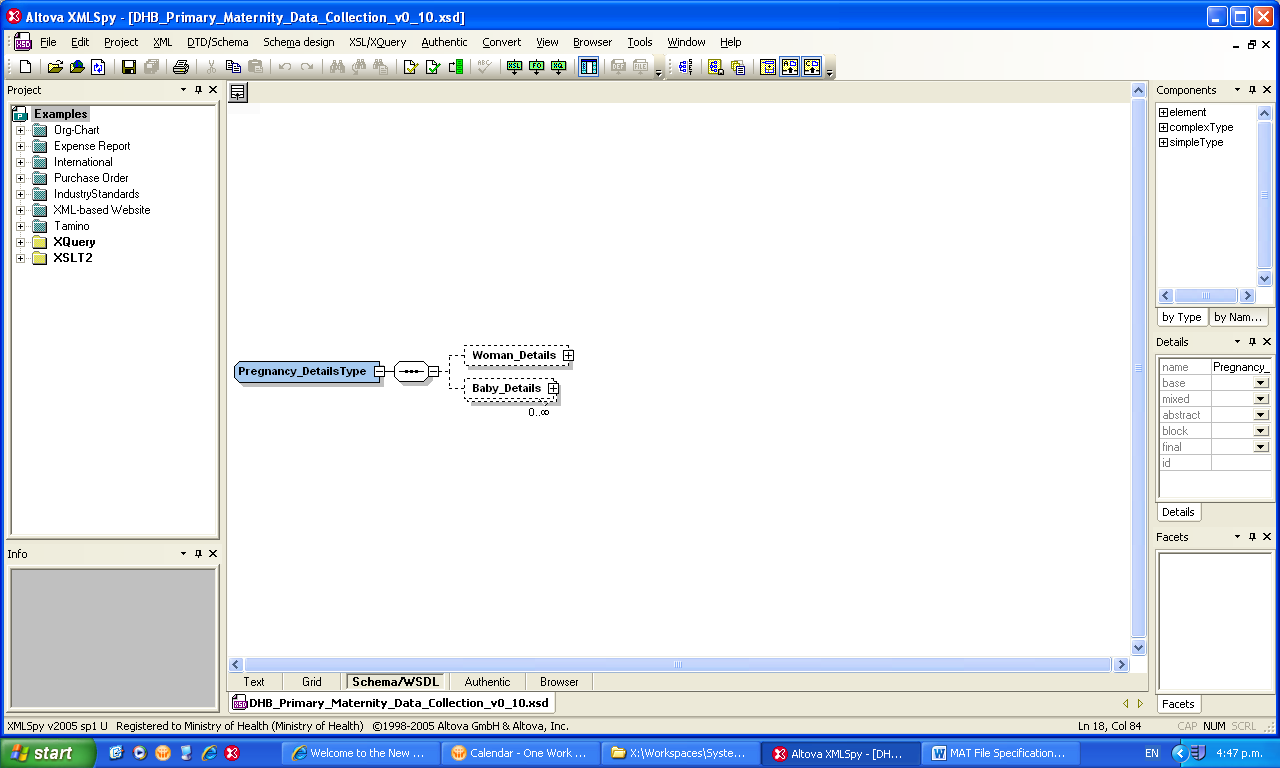 Altova XMLSpy - [DHB_Primary_Maternity_Data_Collection_v0_10.xsd]
File Edit Project XML DTD/Schema Schema design XSL/XQuery Authentic Convert View Browser Tools Window Help
Project
Examples
Org-Chart
Expense Report
International
Purchase Order
IndustryStandards
XML-based Website
Tamino
XQuery
XSLT2
Info
Pregnancy_DetailsType
Woman_Details
Baby_Details
0..∞
Text Grid Schema/WSDL Authentic Browser
DHB_Primary_Maternity_Data_Collection_v0_10.xsd
Components
element
complexType
simpleType
by Type by Nam...
Details
name Pregnancy_
base
mixed
abstract
block
final
id
Details
Facets
Facets
XMLSpy v2005 sp1 U Registered to Ministry of Health (Ministry of Health) ©1998-2005 Altova GmbH & Altova, Inc. Ln 18, Col 84 CAP NUM SCRL
start Welcome to the New ... Calendar - One Work ... X:\Workspaces\Syste... Altova XMLSpy - [DH... MAT File Specification... EN 4:47 p.m.